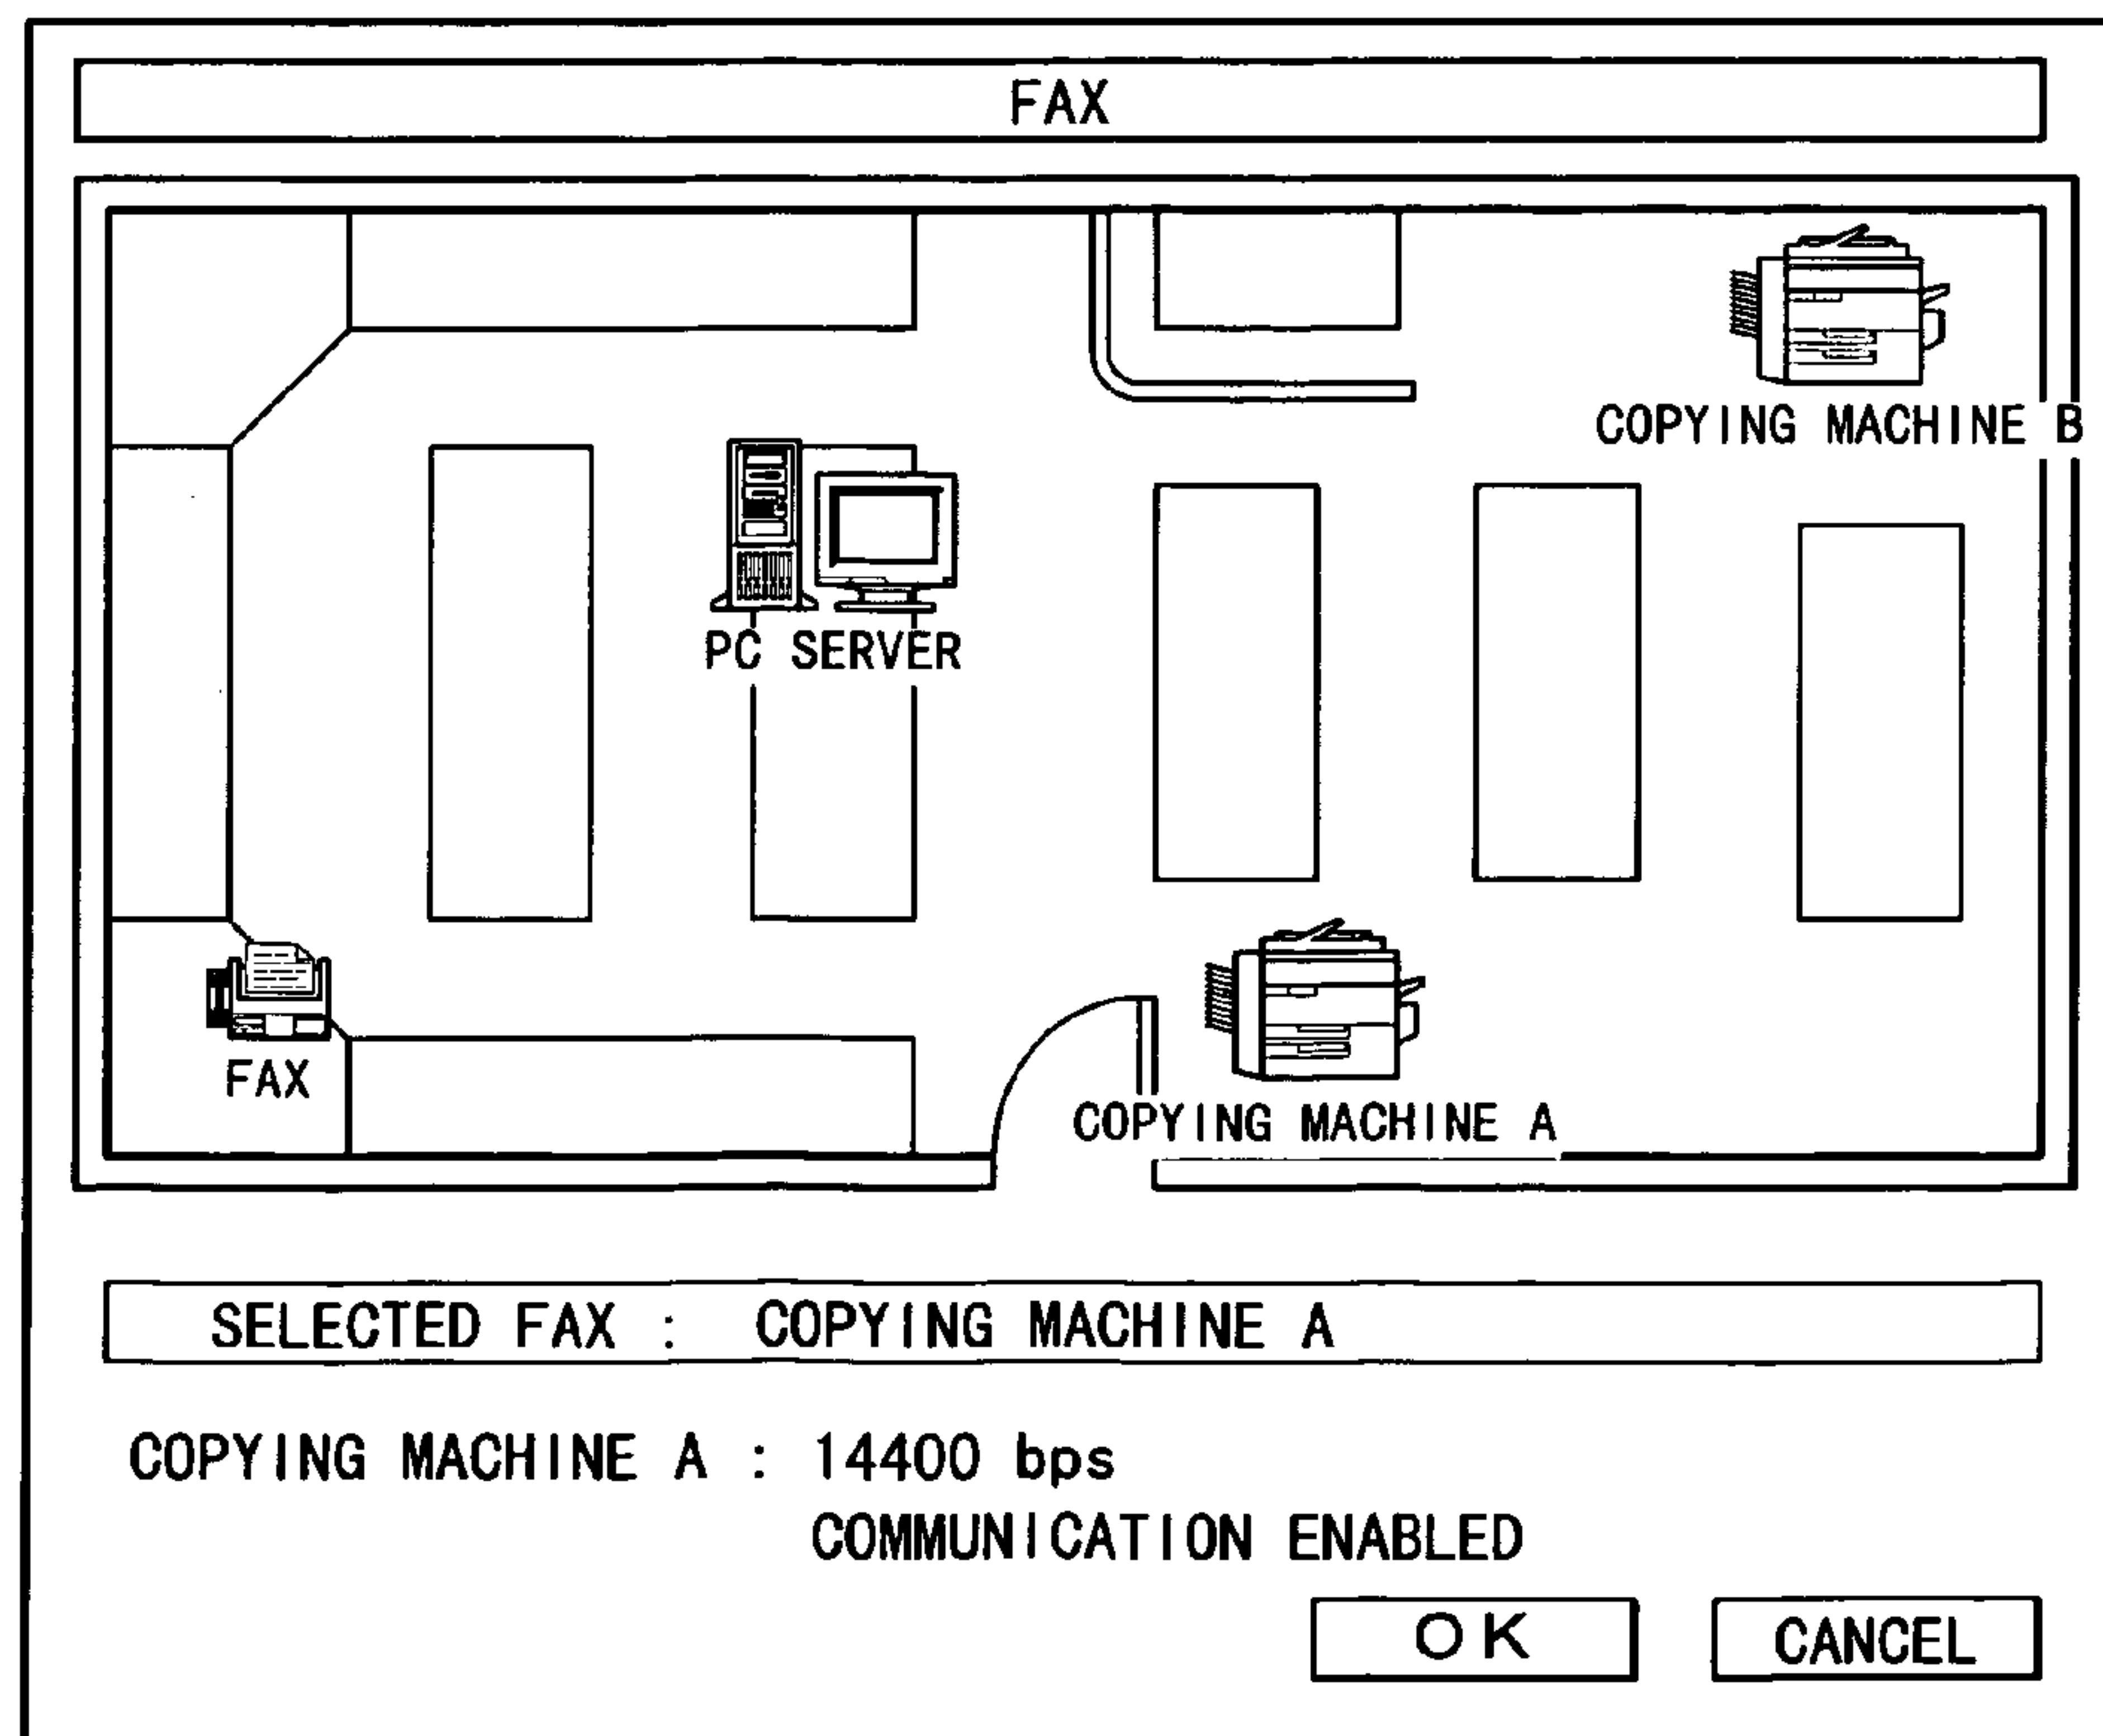 FAX
COPYING MACHINE B
PC SERVER
FAX
COPYING MACHINE A
SELECTED FAX : COPYING MACHINE A
COPYING MACHINE A : 14400 bps
COMMUNICATION ENABLED
OK
CANCEL